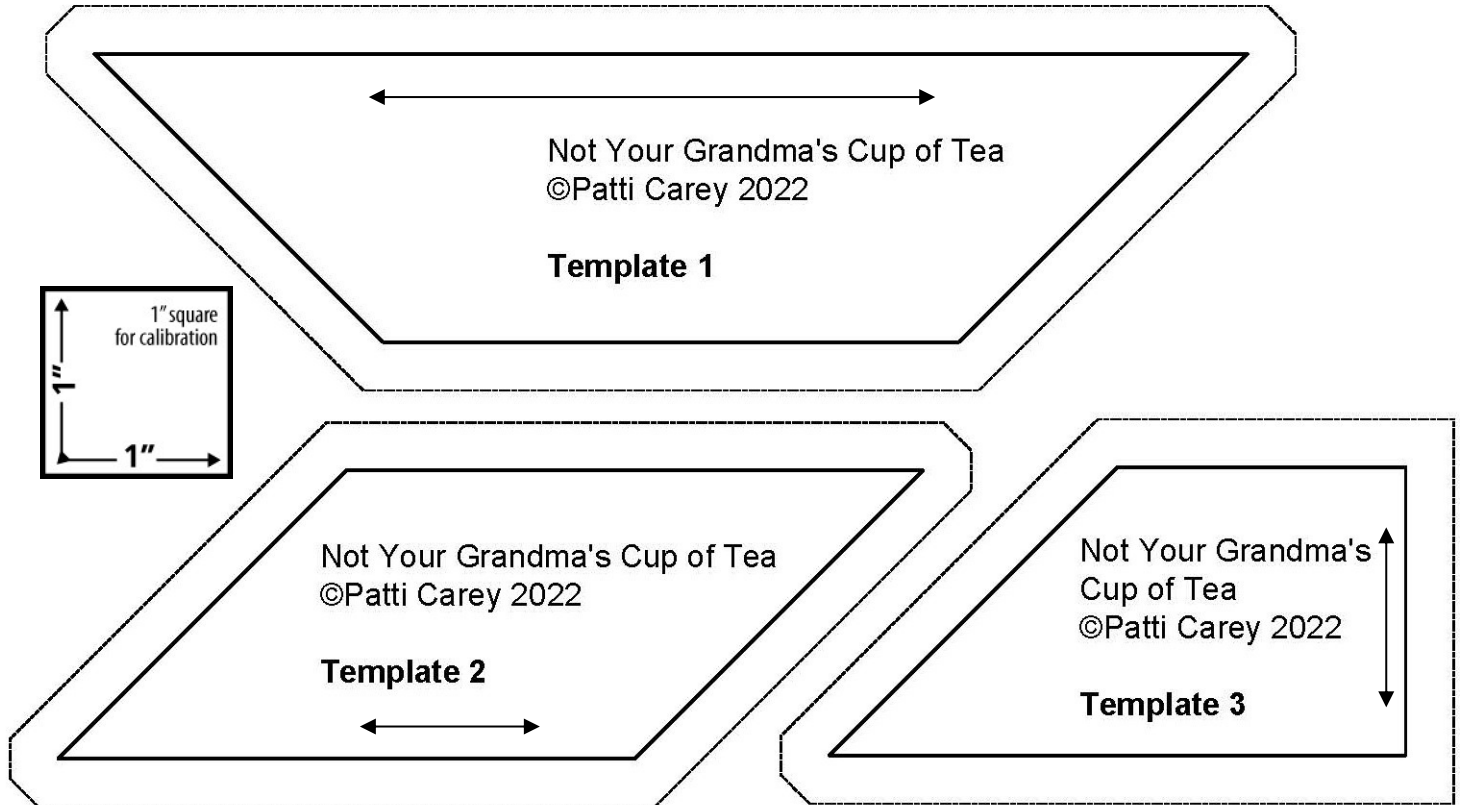 Not Your Grandma's Cup of Tea
©Patti Carey 2022
Template 1
1" square
for calibration
1"
1"
Not Your Grandma's Cup of Tea
©Patti Carey 2022
Template 2
Not Your Grandma's
Cup of Tea
©Patti Carey 2022
Template 3